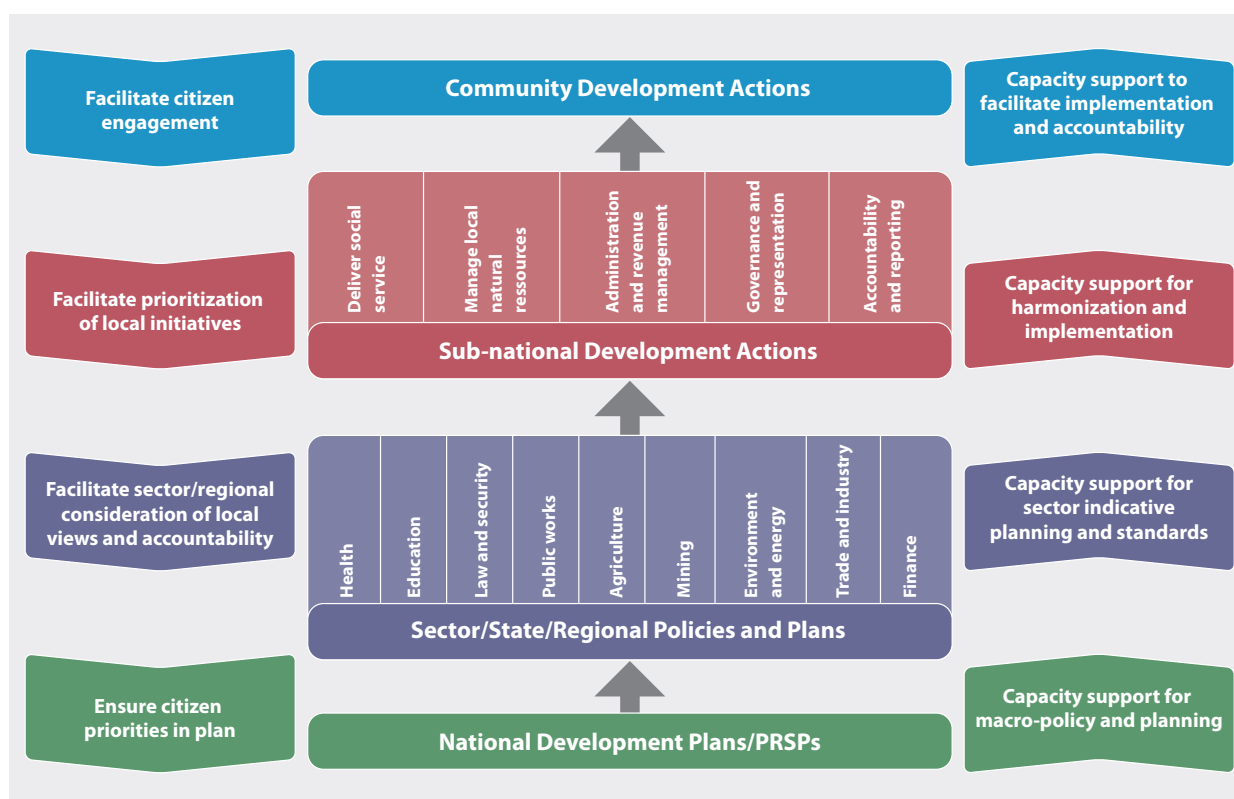 Facilitate citizen
engagement
Community Development Actions
Capacity support to
facilitate implementation
and accountability
Facilitate prioritization
of local initiatives
Deliver social
service
Manage local
natural
ressources
Administration
and revenue
management
Governance and
representation
Accountability
and reporting
Sub-national Development Actions
Capacity support for
harmonization and
implementation
Facilitate sector/regional
consideration of local
views and accountability
Health
Education
Law and security
Public works
Agriculture
Mining
Environment
and energy
Trade and industry
Finance
Sector/State/Regional Policies and Plans
Capacity support for
sector indicative
planning and standards
Ensure citizen
priorities in plan
National Development Plans/PRSPs
Capacity support for
macro-policy and planning